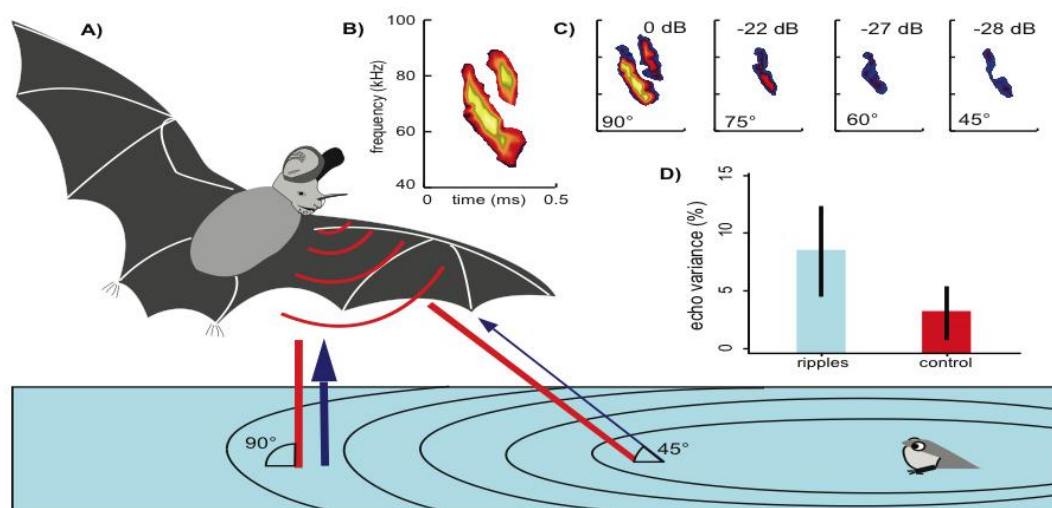 A)
B)
100
80
60
40
frequency (kHz)
0
time (ms)
0.5
C)
0 dB
90°
-22 dB
75°
-27 dB
60°
-28 dB
45°
D)
15
10
5
0
echo variance (%)
ripples
control
90°
45°